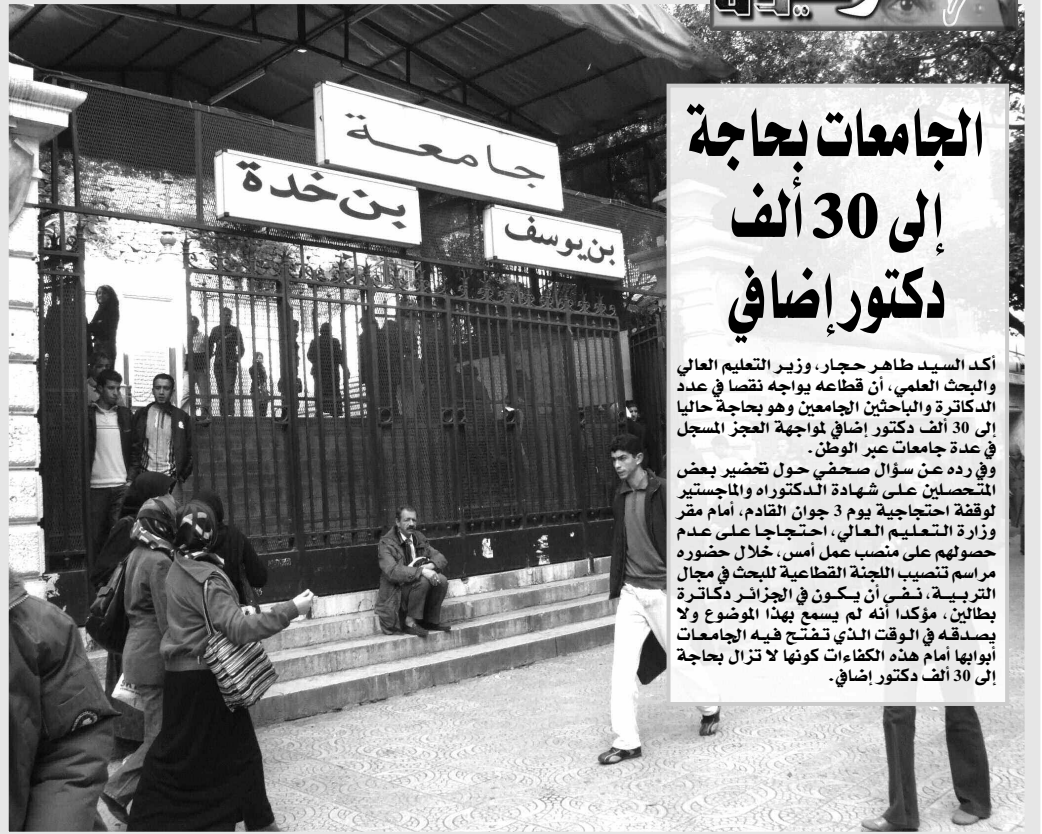 جامعة
بن خدة
بن يوسف
الجامعات بحاجة
إلى 30 ألف
دكتور إضافي
أكد السيد طاهر حجار، وزير التعليم العالي
والبحث العلمي، أن قطاعه يواجه نقصا في عدد
الدكاترة والباحثين الجامعين وهو بحاجة حاليا
إلى 30 ألف دكتور إضافي لمواجهة العجز المسجل
في عدة جامعات عبر الوطن.
وفي رده عن سؤال صحفي حول تحضير بعض
المتحصلين على شهادة الدكتوراه والماجستير
لوقفة احتجاجية يوم 3 جوان القادم، أمام مقر
وزارة التعليم العالي، احتجاجا على عدم
حصولهم على منصب عمل أمس، خلال حضوره
مراسم تنصيب اللجنة القطاعية للبحث في مجال
التربية، نفى أن يكون في الجزائر دكاترة
بطالين، مؤكدا أنه لم يسمع بهذا الموضوع ولا
يصدقه في الوقت الذي تفتح فيه الجامعات
أبوابها أمام هذه الكفاءات كونها لا تزال بحاجة
إلى 30 ألف دكتور إضافي.